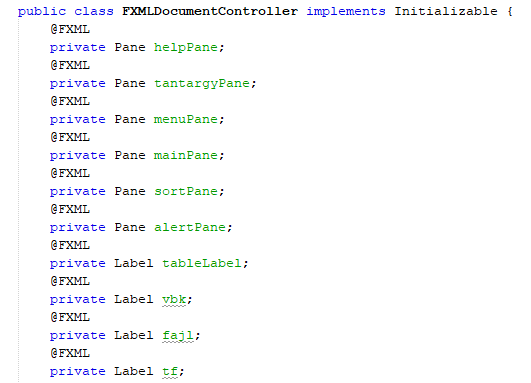 public class FXMLDocumentController implements Initializable {
@FXML
private Pane helpPane;
@FXML
private Pane tantargyPane;
@FXML
private Pane menuPane;
@FXML
private Pane mainPane;
@FXML
private Pane sortPane;
@FXML
private Pane alertPane;
@FXML
private Label tableLabel;
@FXML
private Label vbk;
@FXML
private Label fajl;
@FXML
private Label tf;